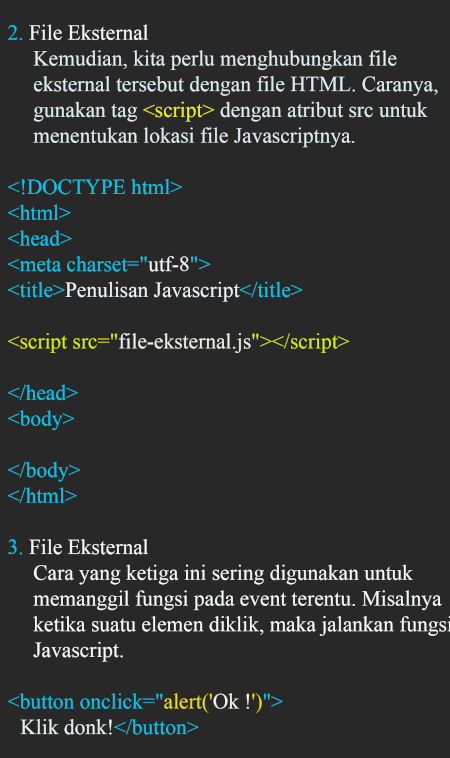 2. File Eksternal
Kemudian, kita perlu menghubungkan file
eksternal tersebut dengan file HTML. Caranya,
gunakan tag <script> dengan atribut src untuk
menentukan lokasi file Javascriptnya.
<!DOCTYPE html>
<html>
<head>
<meta charset="utf-8">
<title>Penulisan Javascript</title>
<script src="file-eksternal.js"></script>
</head>
<body>
</body>
</html>
3. File Eksternal
Cara yang ketiga ini sering digunakan untuk
memanggil fungsi pada event terentu. Misalnya
ketika suatu elemen diklik, maka jalankan fungsi
Javascript.
<button onclick="alert('Ok !')">
Klik donk!</button>